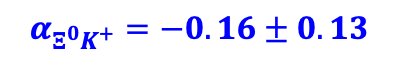 α_{Ξ⁰K⁺} = −0.16 ± 0.13